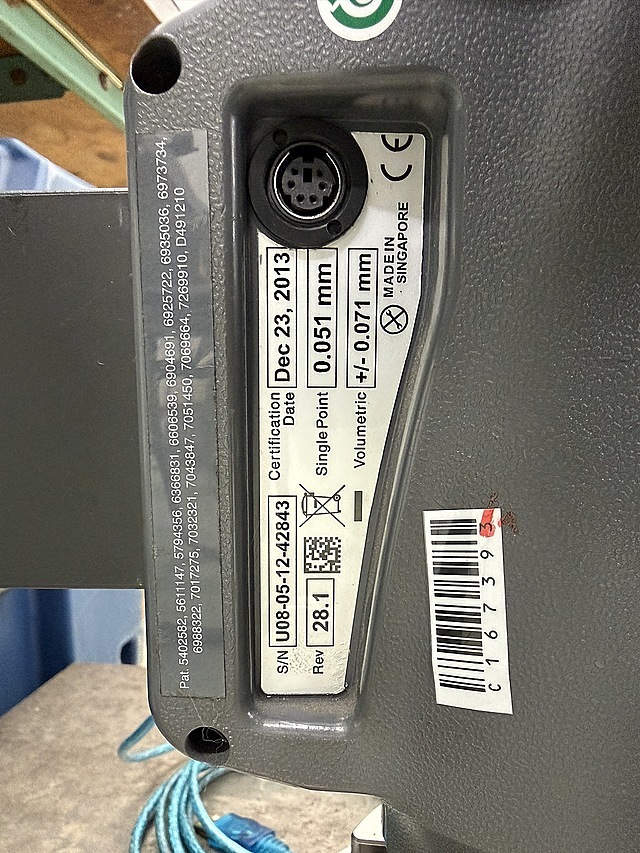 Pat. 5402582, 5611147, 5794356, 6366831, 6606539, 6904691, 6925722, 6935036, 6973734,
6988322, 7017275, 7032321, 7043847, 7051450, 7069664, 7269910, D491210
S/N U08-05-12-42843
Rev 28.1
Certification
Date
Dec 23, 2013
Single Point 0.051 mm
Volumetric +/- 0.071 mm
MADE IN
SINGAPORE
CE
C167393